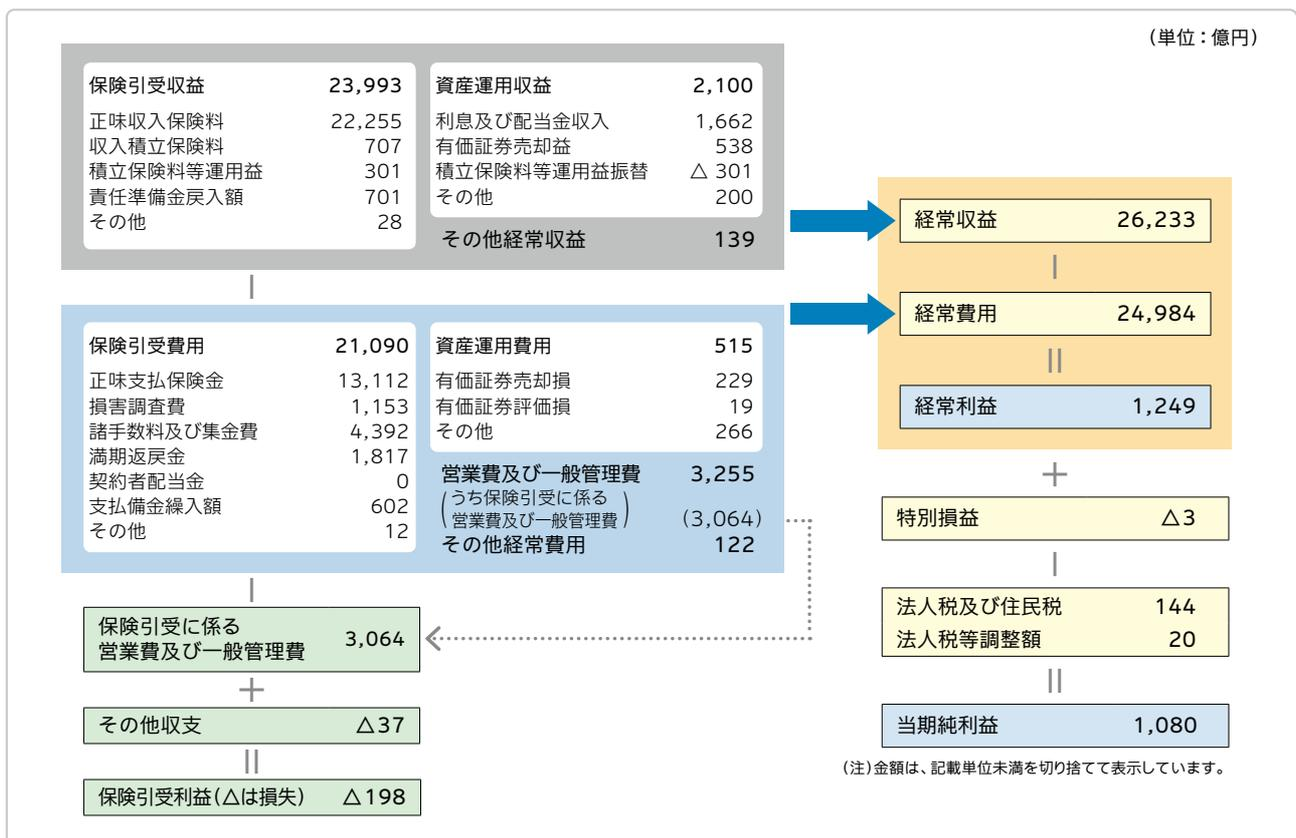 （単位：億円）
保険引受収益 23,993
正味収入保険料 22,255
収入積立保険料 707
積立保険料等運用益 301
責任準備金戻入額 701
その他 28
資産運用収益 2,100
利息及び配当金収入 1,662
有価証券売却益 538
積立保険料等運用益振替 △ 301
その他 200
その他経常収益 139
保険引受費用 21,090
正味支払保険金 13,112
損害調査費 1,153
諸手数料及び集金費 4,392
満期返戻金 1,817
契約者配当金 0
支払備金繰入額 602
その他 12
資産運用費用 515
有価証券売却損 229
有価証券評価損 19
その他 266
営業費及び一般管理費 3,255
（うち保険引受に係る
営業費及び一般管理費） (3,064)
その他経常費用 122
保険引受に係る
営業費及び一般管理費 3,064
＋
その他収支 △37
保険引受利益（△は損失） △198
経常収益 26,233
経常費用 24,984
経常利益 1,249
＋
特別損益 △3
法人税及び住民税 144
法人税等調整額 20
当期純利益 1,080
（注）金額は、記載単位未満を切り捨てて表示しています。